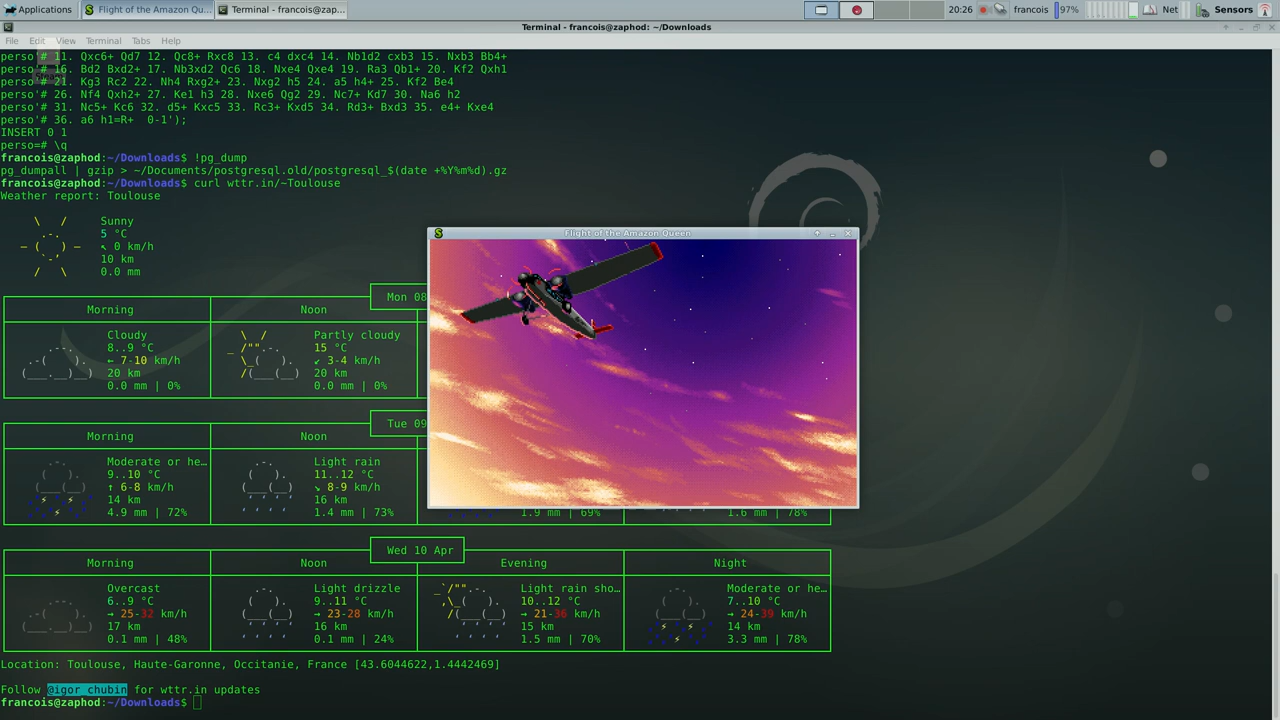 Applications Flight of the Amazon Qu... Terminal - francois@zap... 20:26 francois 97% Net Sensors
Terminal - francois@zaphod: ~/Downloads
File Edit View Terminal Tabs Help
perso'# 11. Qxc6+ Qd7 12. Qc8+ Rxc8 13. c4 dxc4 14. Nb1d2 cxb3 15. Nxb3 Bb4+
perso'# 16. Bd2 Bxd2+ 17. Nb3xd2 Qc6 18. Nxe4 Qxe4 19. Ra3 Qb1+ 20. Kf2 Qxh1
perso'# 21. Kg3 Rc2 22. Nh4 Rxg2+ 23. Nxg2 h5 24. a5 h4+ 25. Kf2 Be4
perso'# 26. Nf4 Qxh2+ 27. Ke1 h3 28. Nxe6 Qg2 29. Nc7+ Kd7 30. Na6 h2
perso'# 31. Nc5+ Kc6 32. d5+ Kxc5 33. Rc3+ Kxd5 34. Rd3+ Bxd3 35. e4+ Kxe4
perso'# 36. a6 h1=R+  0-1');
INSERT 0 1
perso=# \q
francois@zaphod:~/Downloads$ !pg_dump
pg_dumpall | gzip > ~/Documents/postgresql.old/postgresql_$(date +%Y%m%d).gz
francois@zaphod:~/Downloads$ curl wttr.in/~Toulouse
Weather report: Toulouse
Sunny
5 °C
↖ 0 km/h
10 km
0.0 mm
Flight of the Amazon Queen
Mon 08
Morning Noon
Cloudy Partly cloudy
8..9 °C 15 °C
← 7-10 km/h ↙ 3-4 km/h
20 km 20 km
0.0 mm | 0% 0.0 mm | 0%
Tue 09
Morning Noon
Moderate or he… Light rain
9..10 °C 11..12 °C
↑ 6-8 km/h ↘ 8-9 km/h
14 km 16 km
4.9 mm | 72% 1.4 mm | 73% 1.9 mm | 69% 1.6 mm | 78%
Wed 10 Apr
Morning Noon Evening Night
Overcast Light drizzle Light rain sho… Moderate or he…
6..9 °C 9..11 °C 10..12 °C 7..10 °C
→ 25-32 km/h → 23-28 km/h → 21-36 km/h → 24-39 km/h
17 km 16 km 15 km 14 km
0.1 mm | 48% 0.1 mm | 24% 1.5 mm | 70% 3.3 mm | 78%
Location: Toulouse, Haute-Garonne, Occitanie, France [43.6044622,1.4442469]
Follow @igor_chubin for wttr.in updates
francois@zaphod:~/Downloads$